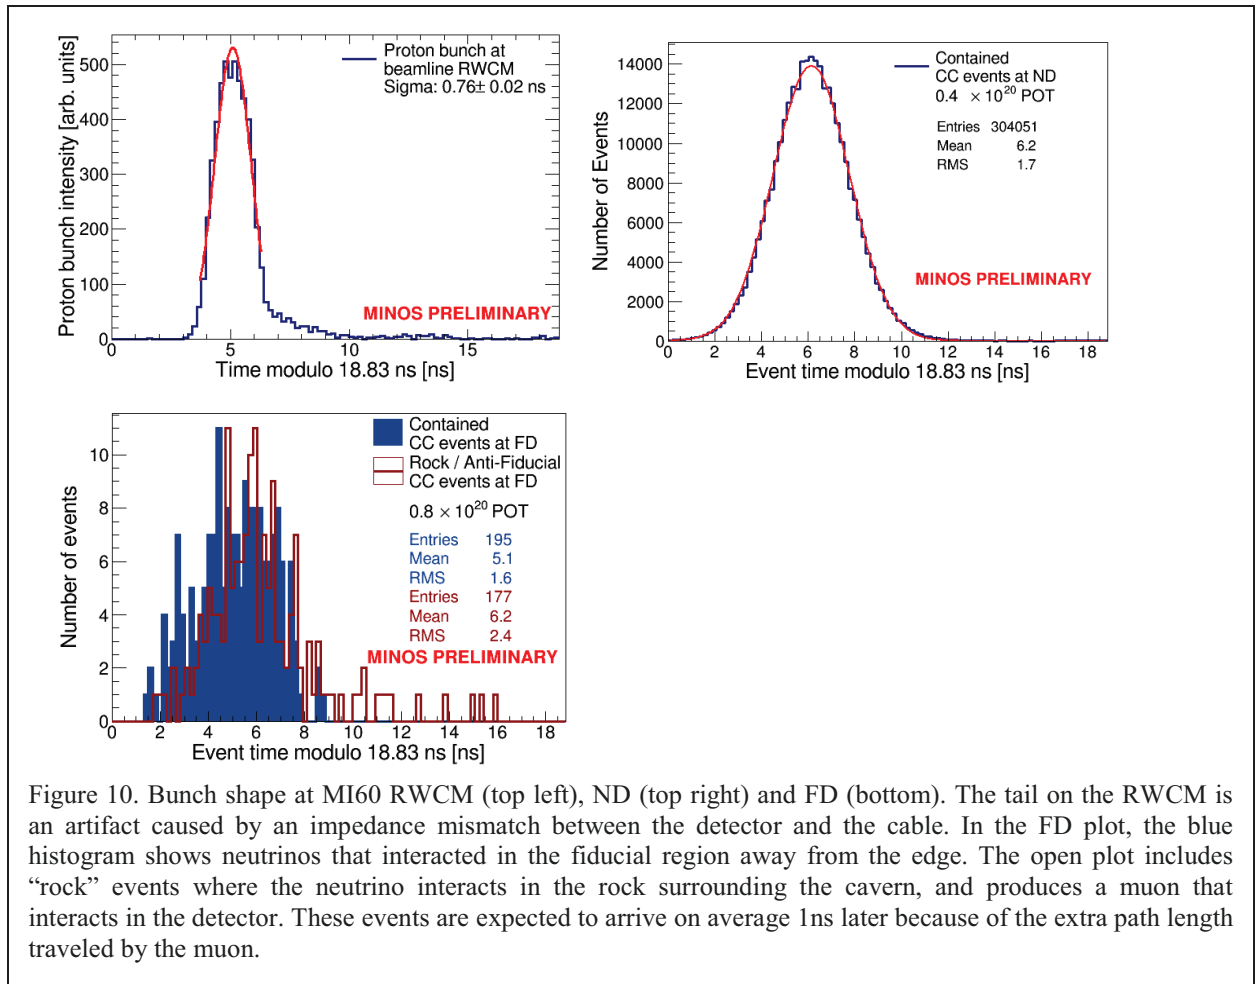 Proton bunch intensity [arb. units]
500
400
300
200
100
0
Proton bunch at
beamline RWCM
Sigma: 0.76± 0.02 ns
MINOS PRELIMINARY
0 5 10 15
Time modulo 18.83 ns [ns]
Number of Events
14000
12000
10000
8000
6000
4000
2000
0
Contained
CC events at ND
0.4 ×10²⁰ POT
Entries 304051
Mean 6.2
RMS 1.7
MINOS PRELIMINARY
0 2 4 6 8 10 12 14 16 18
Event time modulo 18.83 ns [ns]
Number of events
10
8
6
4
2
0
Contained
CC events at FD
Rock / Anti-Fiducial
CC events at FD
0.8 × 10²⁰ POT
Entries 195
Mean 5.1
RMS 1.6
Entries 177
Mean 6.2
RMS 2.4
MINOS PRELIMINARY
0 2 4 6 8 10 12 14 16 18
Event time modulo 18.83 ns [ns]
Figure 10. Bunch shape at MI60 RWCM (top left), ND (top right) and FD (bottom). The tail on the RWCM is
an artifact caused by an impedance mismatch between the detector and the cable. In the FD plot, the blue
histogram shows neutrinos that interacted in the fiducial region away from the edge. The open plot includes
“rock” events where the neutrino interacts in the rock surrounding the cavern, and produces a muon that
interacts in the detector. These events are expected to arrive on average 1ns later because of the extra path length
traveled by the muon.